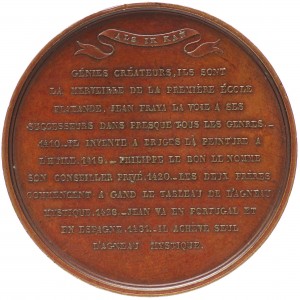 ALS IK KAN
GÉNIES CRÉATEURS, ILS SONT
LA MERVEILLE DE LA PREMIÈRE ÉCOLE
FLAMANDE. JEAN FRAYA LA VOIE A SES
SUCCESSEURS DANS PRESQUE TOUS LES GENRES.—
1410.— IL INVENTE A BRUGES LA PEINTURE A
L'HUILE. 1419.— PHILIPPE LE BON LE NOMME
SON CONSEILLER PRIVÉ. 1420.— LES DEUX FRÈRES
COMMENCENT A GAND LE TABLEAU DE L'AGNEAU
MYSTIQUE. 1428.— JEAN VA EN PORTUGAL ET
EN ESPAGNE. 1431. IL ACHÈVE SEUL
L'AGNEAU MYSTIQUE.